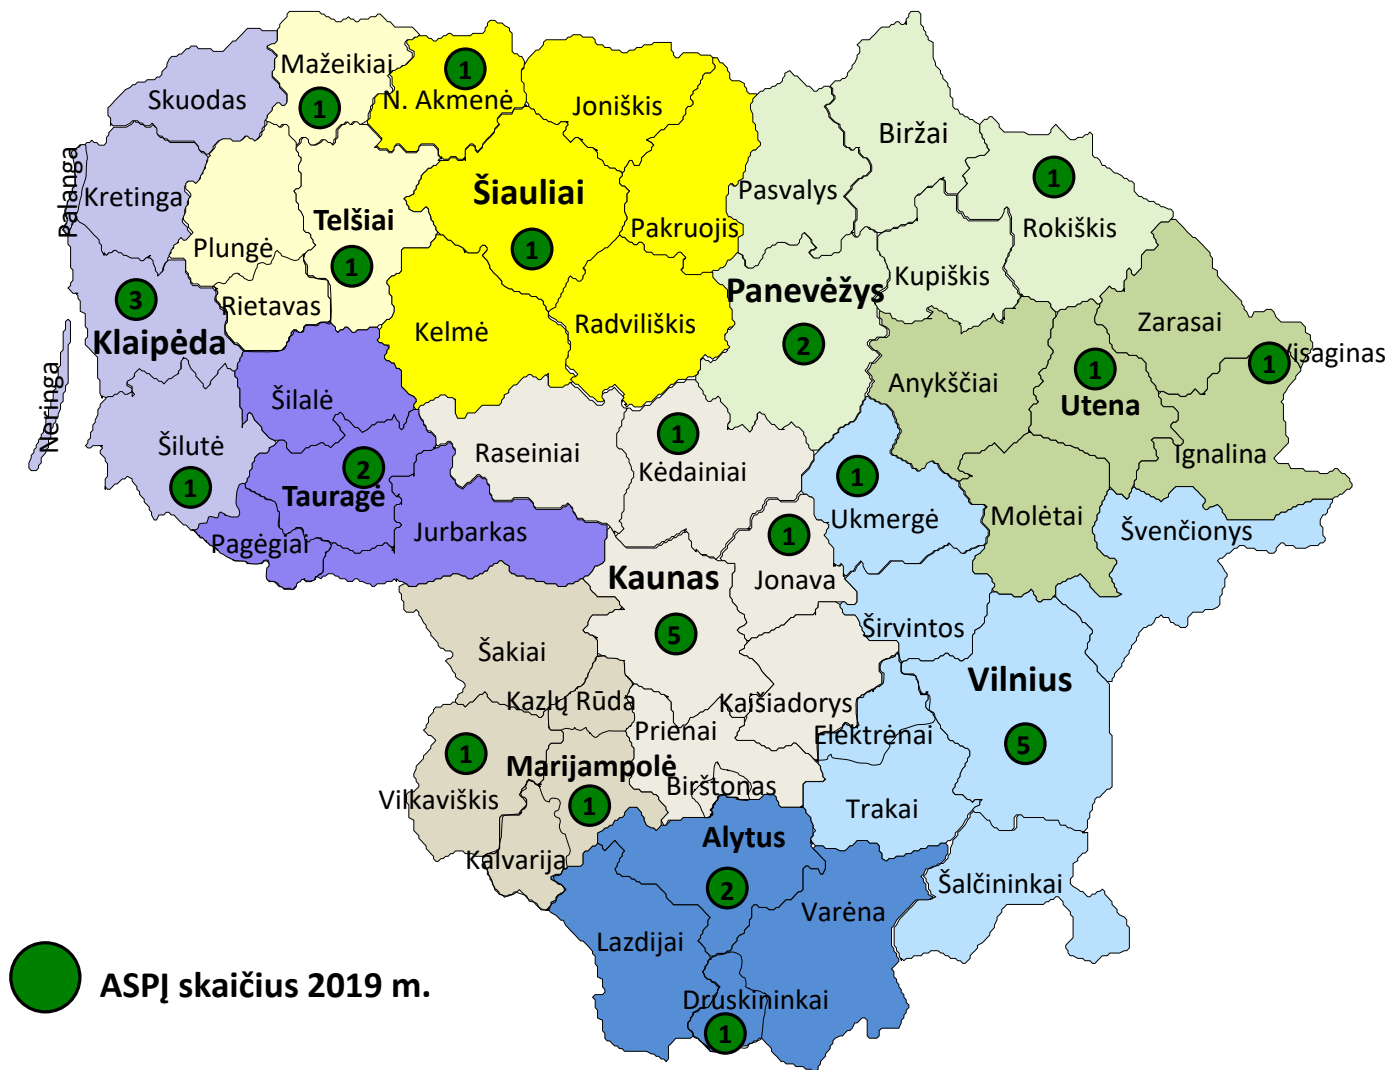 Mažeikiai
1
N. Akmenė
1
Skuodas
Joniškis
Biržai
Palanga
Kretinga
Pasvalys
Rokiškis
1
Šiauliai
1
Telšiai
1
Plungė
Pakruojis
Kupiškis
Rietavas
Klaipėda
3
Neringa
Kelmė
Radviliškis
Panevėžys
2
Zarasai
Visaginas
1
Anykščiai
Utena
1
Ignalina
Šilalė
Šilutė
1
Tauragė
2
Raseiniai
Kėdainiai
1
Ukmergė
1
Molėtai
Švenčionys
Pagėgiai
Jurbarkas
Jonava
1
Kaunas
5
Širvintos
Šakiai
Kazlų Rūda
Kaišiadorys
Vilnius
5
Prienai
Elektrėnai
Vilkaviškis
1
Marijampolė
1
Birštonas
Trakai
Kalvarija
Alytus
2
Šalčininkai
Varėna
Lazdijai
Druskininkai
1
ASPĮ skaičius 2019 m.